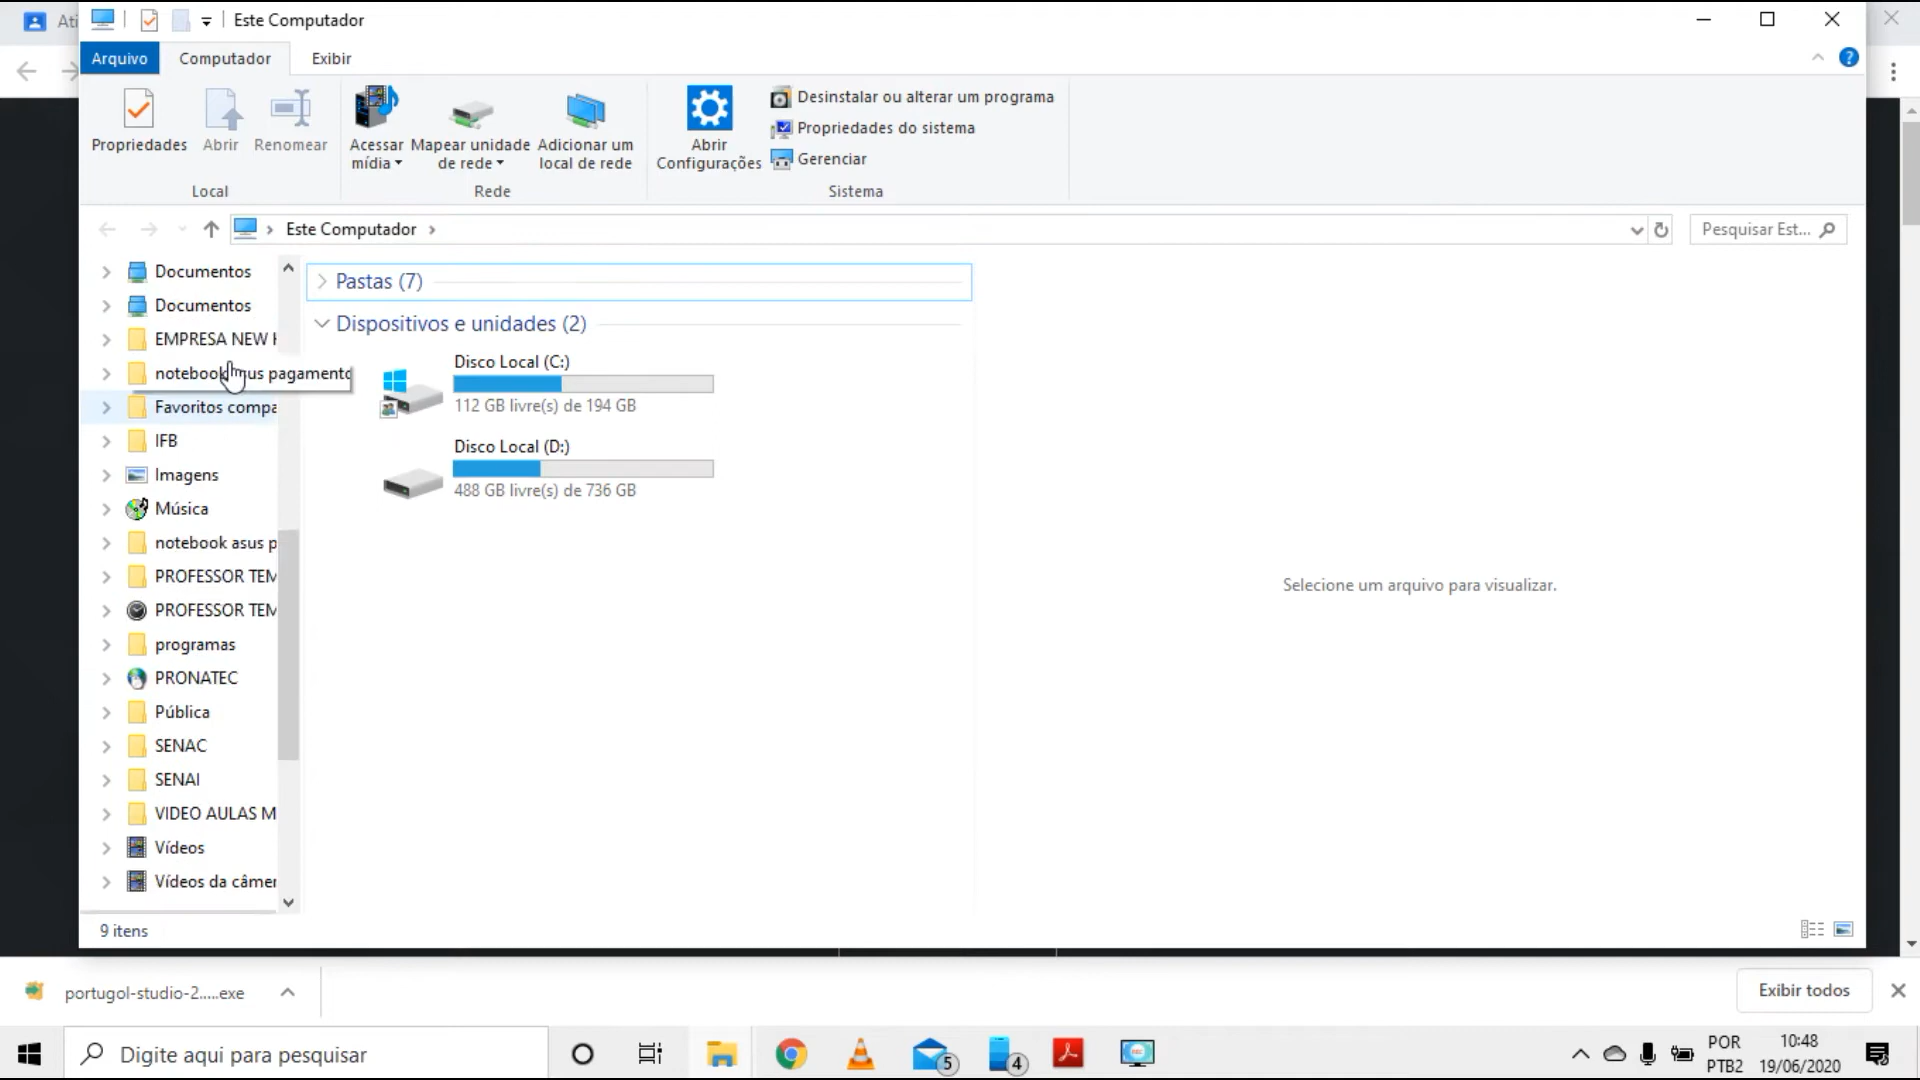 Ati
Este Computador
Arquivo
Computador
Exibir
Propriedades
Abrir
Renomear
Acessar
mídia
Mapear unidade
de rede
Adicionar um
local de rede
Abrir
Configurações
Desinstalar ou alterar um programa
Propriedades do sistema
Gerenciar
Local
Rede
Sistema
Este Computador
Pesquisar Est...
Documentos
Documentos
EMPRESA NEW
notebook asus pagamento
Favoritos compa
IFB
Imagens
Música
notebook asus p
PROFESSOR TEM
PROFESSOR TEM
programas
PRONATEC
Pública
SENAC
SENAI
VIDEO AULAS M
Vídeos
Vídeos da câmer
Pastas (7)
Dispositivos e unidades (2)
Disco Local (C:)
112 GB livre(s) de 194 GB
Disco Local (D:)
488 GB livre(s) de 736 GB
Selecione um arquivo para visualizar.
9 itens
portugol-studio-2.....exe
Exibir todos
Digite aqui para pesquisar
5
4
POR
PTB2
10:48
19/06/2020